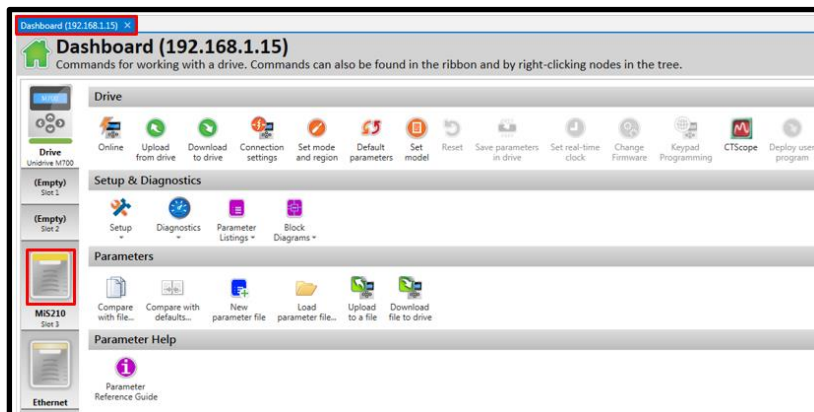 Dashboard (192.168.1.15) ×
Dashboard (192.168.1.15)
Commands for working with a drive. Commands can also be found in the ribbon and by right-clicking nodes in the tree.
Drive
Unidrive M700
(Empty)
Slot 1
(Empty)
Slot 2
MiS210
Slot 3
Ethernet
Drive
Online
Upload
from drive
Download
to drive
Connection
settings
Set mode
and region
Default
parameters
Set
model
Reset
Save parameters
in drive
Set real-time
clock
Change
Firmware
Keypad
Programming
CTScope
Deploy user
program
Setup & Diagnostics
Setup
Diagnostics
Parameter
Listings
Block
Diagrams
Parameters
Compare
with file...
Compare with
defaults...
New
parameter file
Load
parameter file...
Upload
to a file
Download
file to drive
Parameter Help
Parameter
Reference Guide